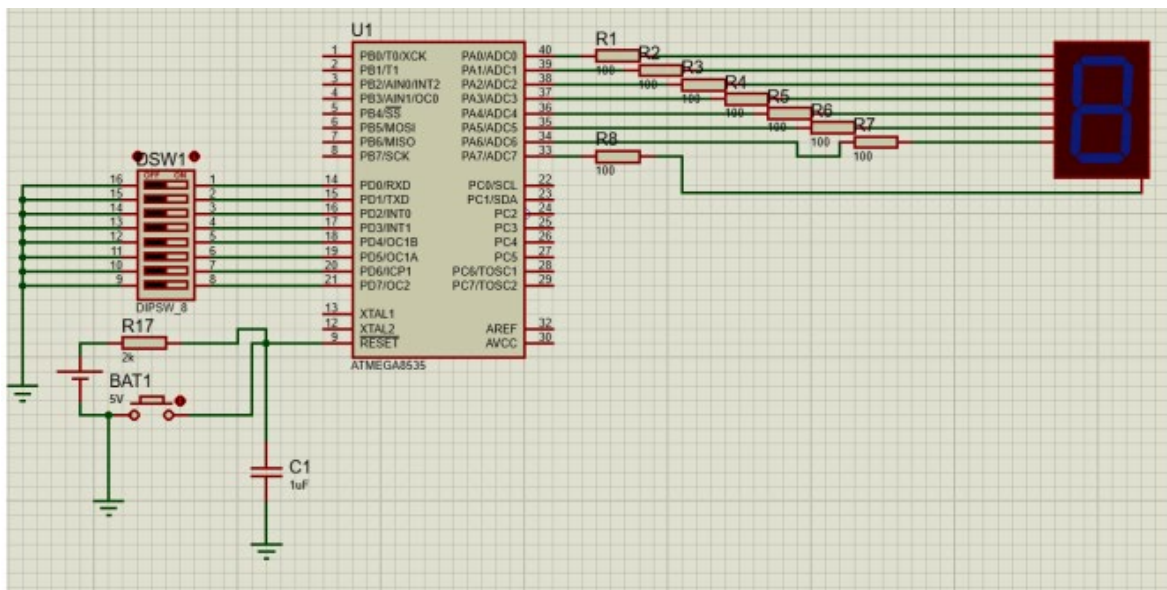 U1
1 PB0/T0/XCK PA0/ADC0 40
2 PB1/T1 PA1/ADC1 39
3 PB2/AIN0/INT2 PA2/ADC2 38
4 PB3/AIN1/OC0 PA3/ADC3 37
5 PB4/SS PA4/ADC4 36
6 PB5/MOSI PA5/ADC5 35
7 PB6/MISO PA6/ADC6 34
8 PB7/SCK PA7/ADC7 33
14 PD0/RXD PC0/SCL 22
15 PD1/TXD PC1/SDA 23
16 PD2/INT0 PC2 24
17 PD3/INT1 PC3 25
18 PD4/OC1B PC4 26
19 PD5/OC1A PC5 27
20 PD6/ICP1 PC6/TOSC1 28
21 PD7/OC2 PC7/TOSC2 29
13 XTAL1
12 XTAL2 AREF 32
9 RESET AVCC 30
ATMEGA8535
R1
100
R2
100
R3
100
R4
100
R5
100
R6
100
R7
100
R8
100
DSW1
OFF ON
16 1
15 2
14 3
13 4
12 5
11 6
10 7
9 8
DIPSW_8
R17
2k
BAT1
5V
C1
1uF